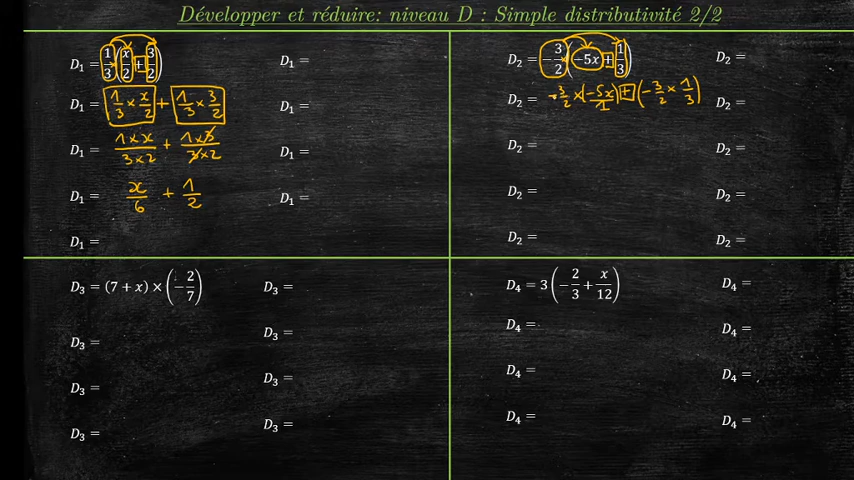 Développer et réduire: niveau D : Simple distributivité 2/2
D₁ = 1/3 (x/2 + 3/2)
D₁ = 1/3 × x/2 + 1/3 × 3/2
D₁ = 1×x/3×2 + 1×3/3×2
D₁ = x/6 + 1/2
D₁ =
D₁ =
D₁ =
D₁ =
D₁ =
D₂ = −3/2 (−5x + 1/3)
D₂ = −3/2 × (−5x/1) + (−3/2 × 1/3)
D₂ =
D₂ =
D₂ =
D₂ =
D₂ =
D₂ =
D₂ =
D₂ =
D₃ = (7 + x) × (−2/7)
D₃ =
D₃ =
D₃ =
D₃ =
D₃ =
D₃ =
D₃ =
D₄ = 3 (−2/3 + x/12)
D₄ =
D₄ =
D₄ =
D₄ =
D₄ =
D₄ =
D₄ =